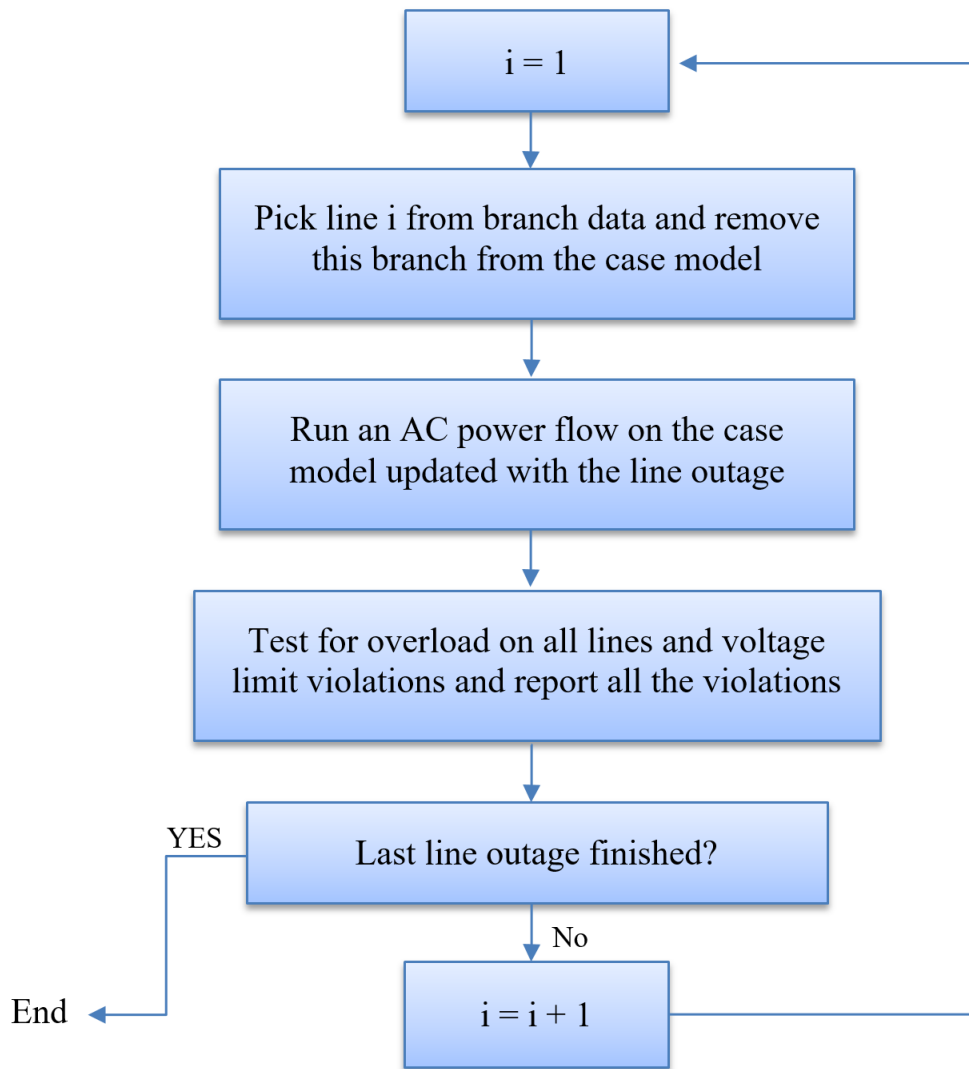 i = 1
Pick line i from branch data and remove
this branch from the case model
Run an AC power flow on the case
model updated with the line outage
Test for overload on all lines and voltage
limit violations and report all the violations
YES
Last line outage finished?
No
End
i = i + 1